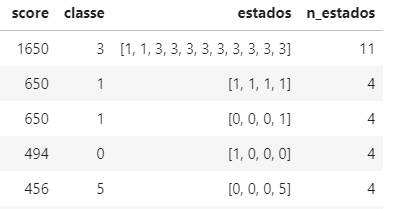 score classe estados n_estados
1650 3 [1, 1, 3, 3, 3, 3, 3, 3, 3, 3, 3] 11
650 1 [1, 1, 1, 1] 4
650 1 [0, 0, 0, 1] 4
494 0 [1, 0, 0, 0] 4
456 5 [0, 0, 0, 5] 4